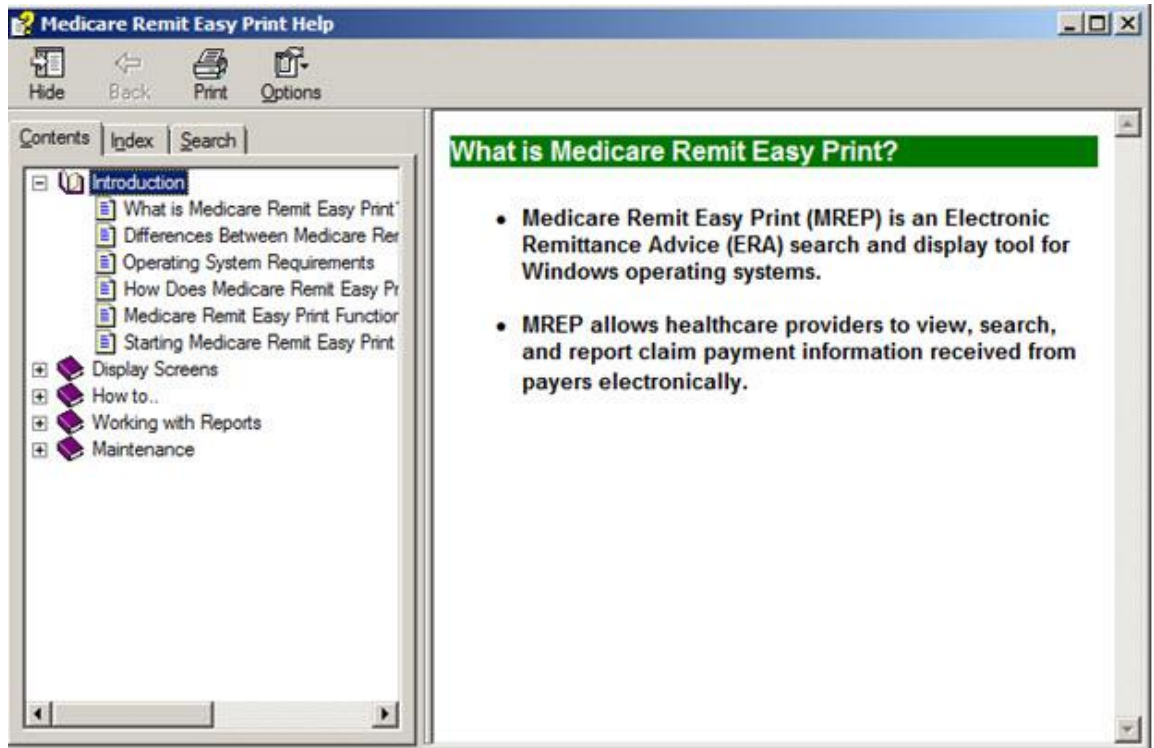 Medicare Remit Easy Print Help
Hide Back Print Options
Contents Index Search
Introduction
What is Medicare Remit Easy Print?
Differences Between Medicare Rer
Operating System Requirements
How Does Medicare Remit Easy Pr
Medicare Remit Easy Print Function
Starting Medicare Remit Easy Print
Display Screens
How to..
Working with Reports
Maintenance
What is Medicare Remit Easy Print?
• Medicare Remit Easy Print (MREP) is an Electronic
Remittance Advice (ERA) search and display tool for
Windows operating systems.
• MREP allows healthcare providers to view, search,
and report claim payment information received from
payers electronically.